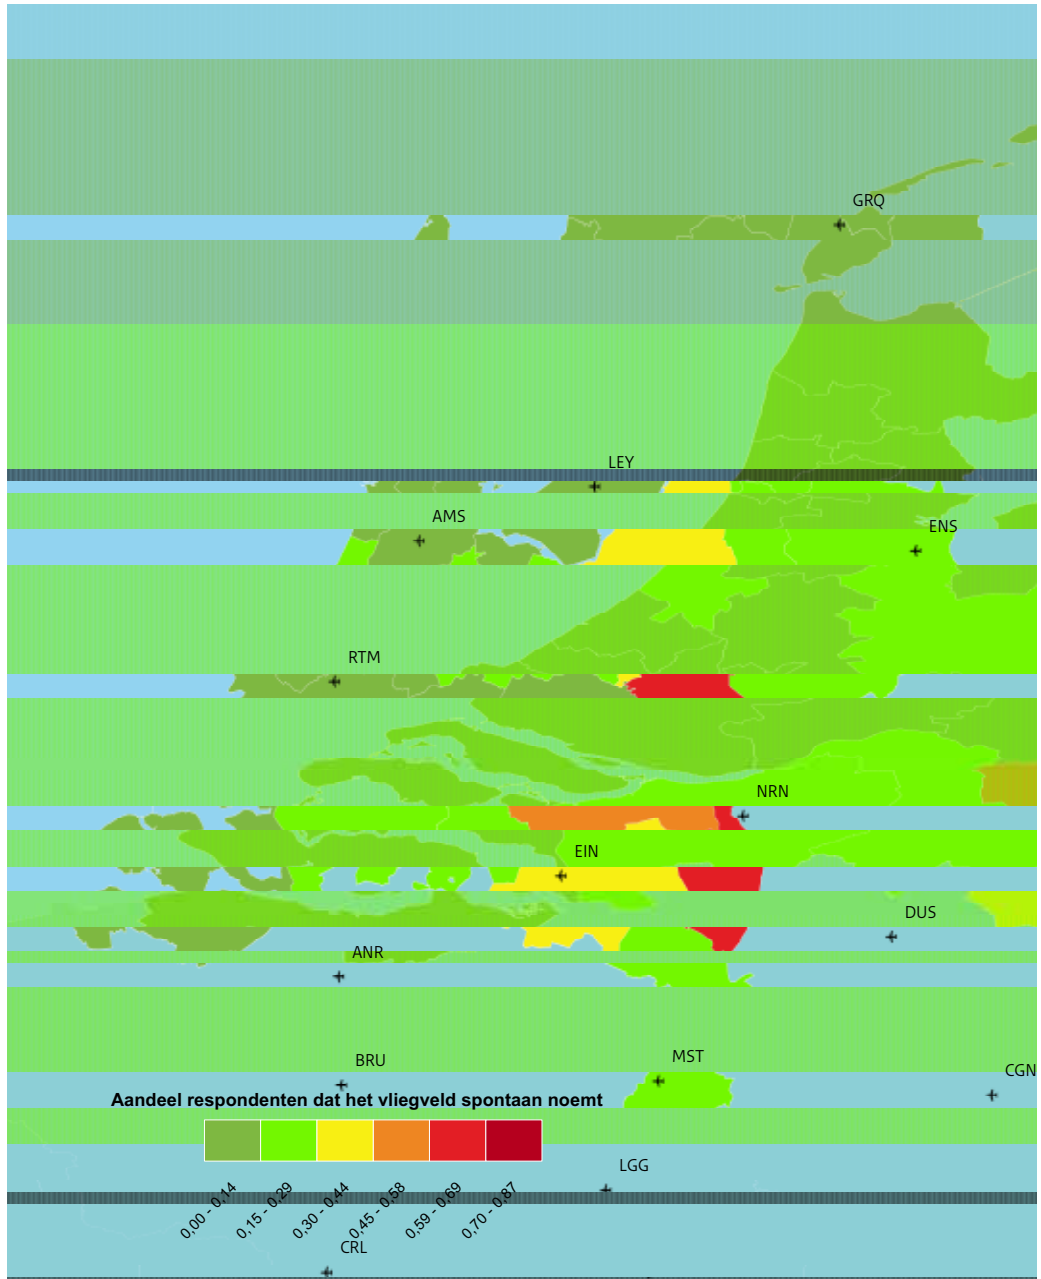 GRQ
LEY
AMS
ENS
RTM
NRN
EIN
DUS
ANR
BRU
MST
CGN
Aandeel respondenten dat het vliegveld spontaan noemt
LGG
0,00 - 0,14
0,15 - 0,29
0,30 - 0,44
0,45 - 0,58
0,59 - 0,69
0,70 - 0,87
CRL